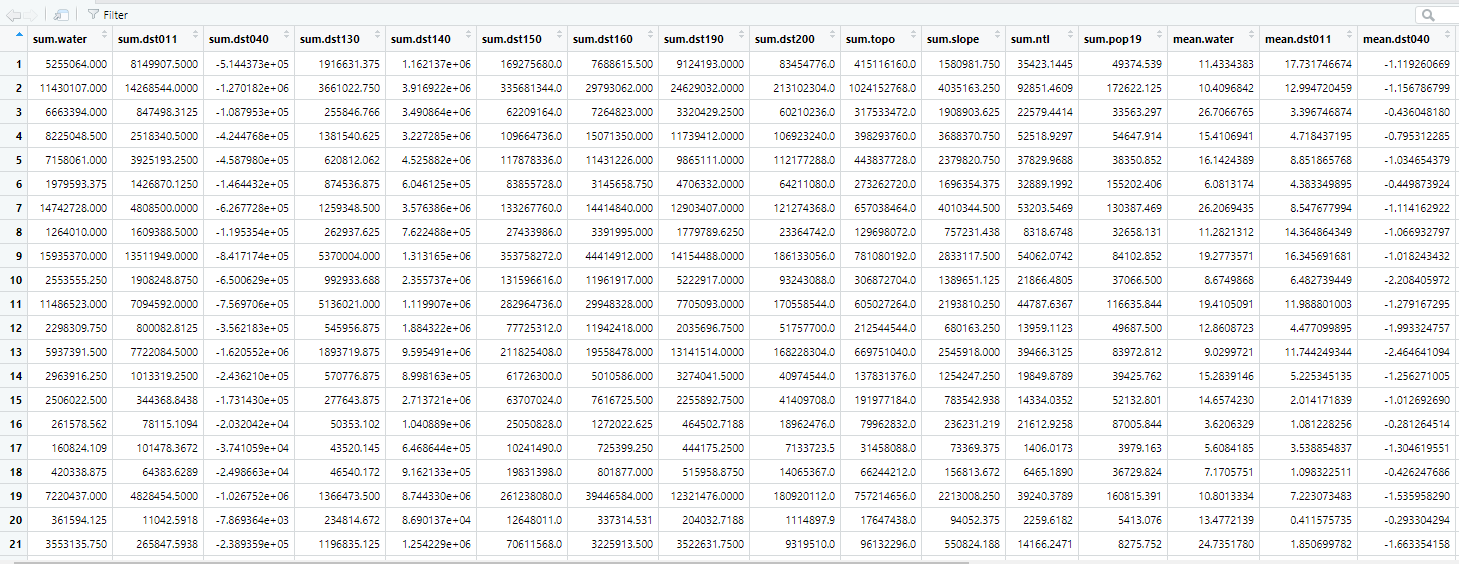 Filter
sum.water sum.dst011 sum.dst040 sum.dst130 sum.dst140 sum.dst150 sum.dst160 sum.dst190 sum.dst200 sum.topo sum.slope sum.ntl sum.pop19 mean.water mean.dst011 mean.dst040
1 5255064.000 8149907.5000 -5.144373e+05 1916631.375 1.162137e+06 169275680.0 7688615.500 9124193.0000 83454776.0 415116160.0 1580981.750 35423.1445 49374.539 11.4334383 17.731746674 -1.119260669
2 11430107.000 14268544.0000 -1.270182e+06 3661022.750 3.916922e+06 335681344.0 29793062.000 24629032.0000 213102304.0 1024152768.0 4035163.250 92851.4609 172622.125 10.4096842 12.994720459 -1.156786799
3 6663394.000 847498.3125 -1.087953e+05 255846.766 3.490864e+06 62209164.0 7264823.000 3320429.2500 60210236.0 317533472.0 1908903.625 22579.4414 33563.297 26.7066765 3.396746874 -0.436048180
4 8225048.500 2518340.5000 -4.244768e+05 1381540.625 3.227285e+06 109664736.0 15071350.000 11739412.0000 106923240.0 398293760.0 3688370.750 52518.9297 54647.914 15.4106941 4.718437195 -0.795312285
5 7158061.000 3925193.2500 -4.587980e+05 620812.062 4.525882e+06 117878336.0 11431226.000 9865111.0000 112177288.0 443837728.0 2379820.750 37829.9688 38350.852 16.1424389 8.851865768 -1.034654379
6 1979593.375 1426870.1250 -1.464432e+05 874536.875 6.046125e+05 83855728.0 3145658.750 4706332.0000 64211080.0 273262720.0 1696354.375 32889.1992 155202.406 6.0813174 4.383349895 -0.449873924
7 14742728.000 4808500.0000 -6.267728e+05 1259348.500 3.576386e+06 133267760.0 14414840.000 12903407.0000 121274368.0 657038464.0 4010344.500 53203.5469 130387.469 26.2069435 8.547677994 -1.114162922
8 1264010.000 1609388.5000 -1.195354e+05 262937.625 7.622488e+05 27433986.0 3391995.000 1779789.6250 23364742.0 129698072.0 757231.438 8318.6748 32658.131 11.2821312 14.364864349 -1.066932797
9 15935370.000 13511949.0000 -8.417174e+05 5370004.000 1.313165e+06 353758272.0 44414912.000 14154488.0000 186133056.0 781080192.0 2833117.500 54062.0742 84102.852 19.2773571 16.345691681 -1.018243432
10 2553555.250 1908248.8750 -6.500629e+05 992933.688 2.355737e+06 131596616.0 11961917.000 5222917.0000 93243088.0 306872704.0 1389651.125 21866.4805 37066.500 8.6749868 6.482739449 -2.208405972
11 11486523.000 7094592.0000 -7.569706e+05 5136021.000 1.119907e+06 282964736.0 29948328.000 7705093.0000 170558544.0 605027264.0 2193810.250 44787.6367 116635.844 19.4105091 11.988801003 -1.279167295
12 2298309.750 800082.8125 -3.562183e+05 545956.875 1.884322e+06 77725312.0 11942418.000 2035696.7500 51757700.0 212544544.0 680163.250 13959.1123 49687.500 12.8608723 4.477099895 -1.993324757
13 5937391.500 7722084.5000 -1.620552e+06 1893719.875 9.595491e+06 211825408.0 19558478.000 13141514.0000 168228304.0 669751040.0 2545918.000 39466.3125 83972.812 9.0299721 11.744249344 -2.464641094
14 2963916.250 1013319.2500 -2.436210e+05 570776.875 8.998163e+05 61726300.0 5010586.000 3274041.5000 40974544.0 137831376.0 1254247.250 19849.8789 39425.762 15.2839146 5.225345135 -1.256271005
15 2506022.500 344368.8438 -1.731430e+05 277643.875 2.713721e+06 63707024.0 7616725.500 2255892.7500 41409708.0 191977184.0 783542.938 14334.0352 52132.801 14.6574230 2.014171839 -1.012692690
16 261578.562 78115.1094 -2.032042e+04 50353.102 1.040889e+06 25050828.0 1272022.625 464502.7188 18962476.0 79962832.0 236231.219 21612.9258 87005.844 3.6206329 1.081228256 -0.281264514
17 160824.109 101478.3672 -3.741059e+04 43520.145 6.468644e+05 10241490.0 725399.250 444175.2500 7133723.5 31458088.0 73369.375 1406.0173 3979.163 5.6084185 3.538854837 -1.304619551
18 420338.875 64383.6289 -2.498663e+04 46540.172 9.162133e+05 19831398.0 801877.000 515958.8750 14065367.0 66244212.0 156813.672 6465.1890 36729.824 7.1705751 1.098322511 -0.426247686
19 7220437.000 4828454.5000 -1.026752e+06 1366473.500 8.744330e+06 261238080.0 39446584.000 12321476.0000 180920112.0 757214656.0 2213008.250 39240.3789 160815.391 10.8013334 7.223073483 -1.535958290
20 361594.125 11042.5918 -7.869364e+03 234814.672 8.690137e+04 12648011.0 337314.531 204032.7188 1114897.9 17647438.0 94052.375 2259.6182 5413.076 13.4772139 0.411575735 -0.293304294
21 3553135.750 265847.5938 -2.389359e+05 1196835.125 1.254229e+06 70611568.0 3225913.500 3522631.7500 9319510.0 96132296.0 550824.188 14166.2471 8275.752 24.7351780 1.850699782 -1.663354158